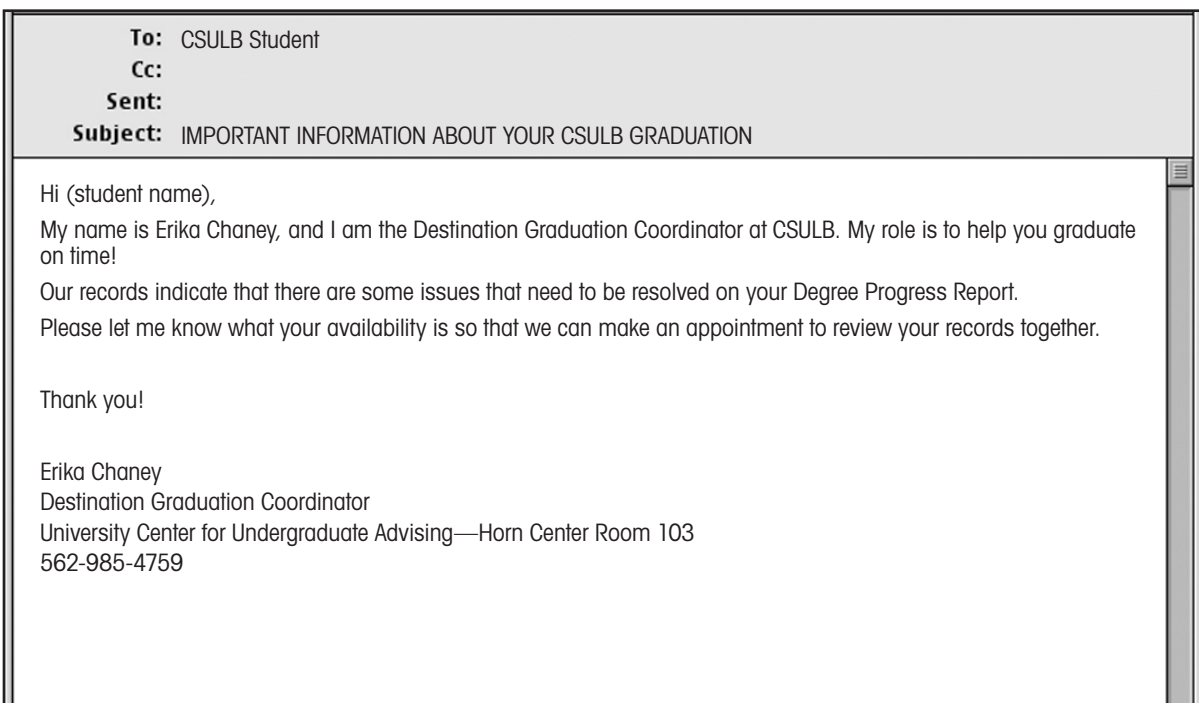 To: CSULB Student
Cc:
Sent:
Subject: IMPORTANT INFORMATION ABOUT YOUR CSULB GRADUATION
Hi (student name),
My name is Erika Chaney, and I am the Destination Graduation Coordinator at CSULB. My role is to help you graduate
on time!
Our records indicate that there are some issues that need to be resolved on your Degree Progress Report.
Please let me know what your availability is so that we can make an appointment to review your records together.
Thank you!
Erika Chaney
Destination Graduation Coordinator
University Center for Undergraduate Advising—Horn Center Room 103
562-985-4759